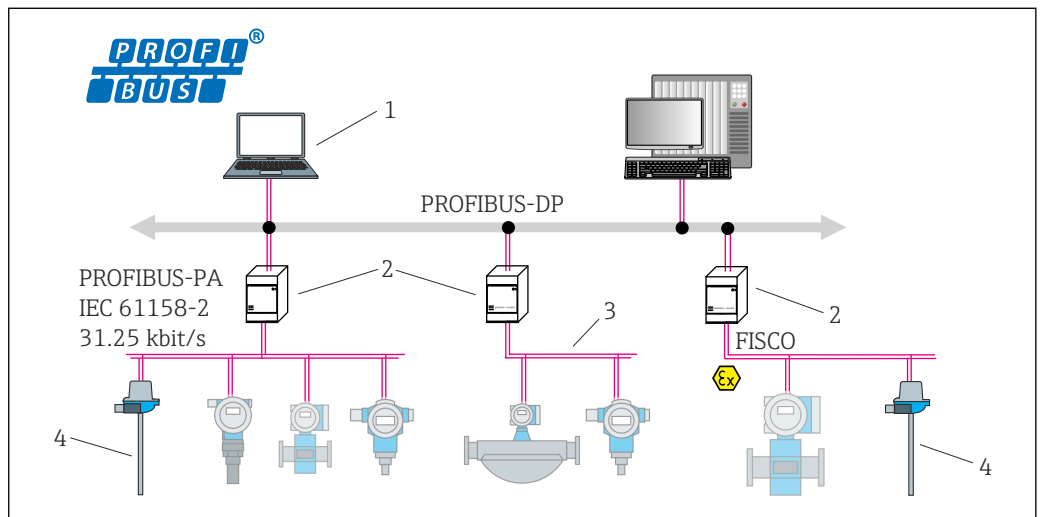 PROFI®
BUS
1
PROFIBUS-DP
PROFIBUS-PA
IEC 61158-2
31.25 kbit/s
2
3
2
FISCO
Ex
4
4